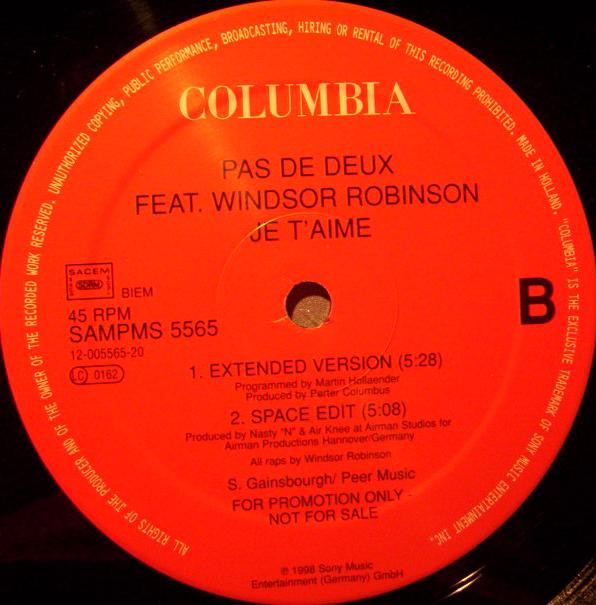 ALL RIGHTS OF THE PRODUCER AND OF THE OWNER OF THE RECORDED WORK RESERVED. UNAUTHORIZED COPYING, PUBLIC PERFORMANCE, BROADCASTING, HIRING OR RENTAL OF THIS RECORDING PROHIBITED. MADE IN HOLLAND. "COLUMBIA" IS THE EXCLUSIVE TRADEMARK OF SONY MUSIC ENTERTAINMENT INC.
COLUMBIA
PAS DE DEUX
FEAT. WINDSOR ROBINSON
JE T'AIME
SACEM
SDRM
BIEM
B
45 RPM
SAMPMS 5565
12-005565-20
LC 0162
1. EXTENDED VERSION (5:28)
Programmed by Martin Hollaender
Produced by Perter Columbus
2. SPACE EDIT (5:08)
Produced by Nasty "N" & Air Knee at Airman Studios for
Airman Productions Hannover/Germany
All raps by Windsor Robinson
S. Gainsbourgh/ Peer Music
FOR PROMOTION ONLY -
NOT FOR SALE
℗ 1998 Sony Music
Entertainment (Germany) GmbH